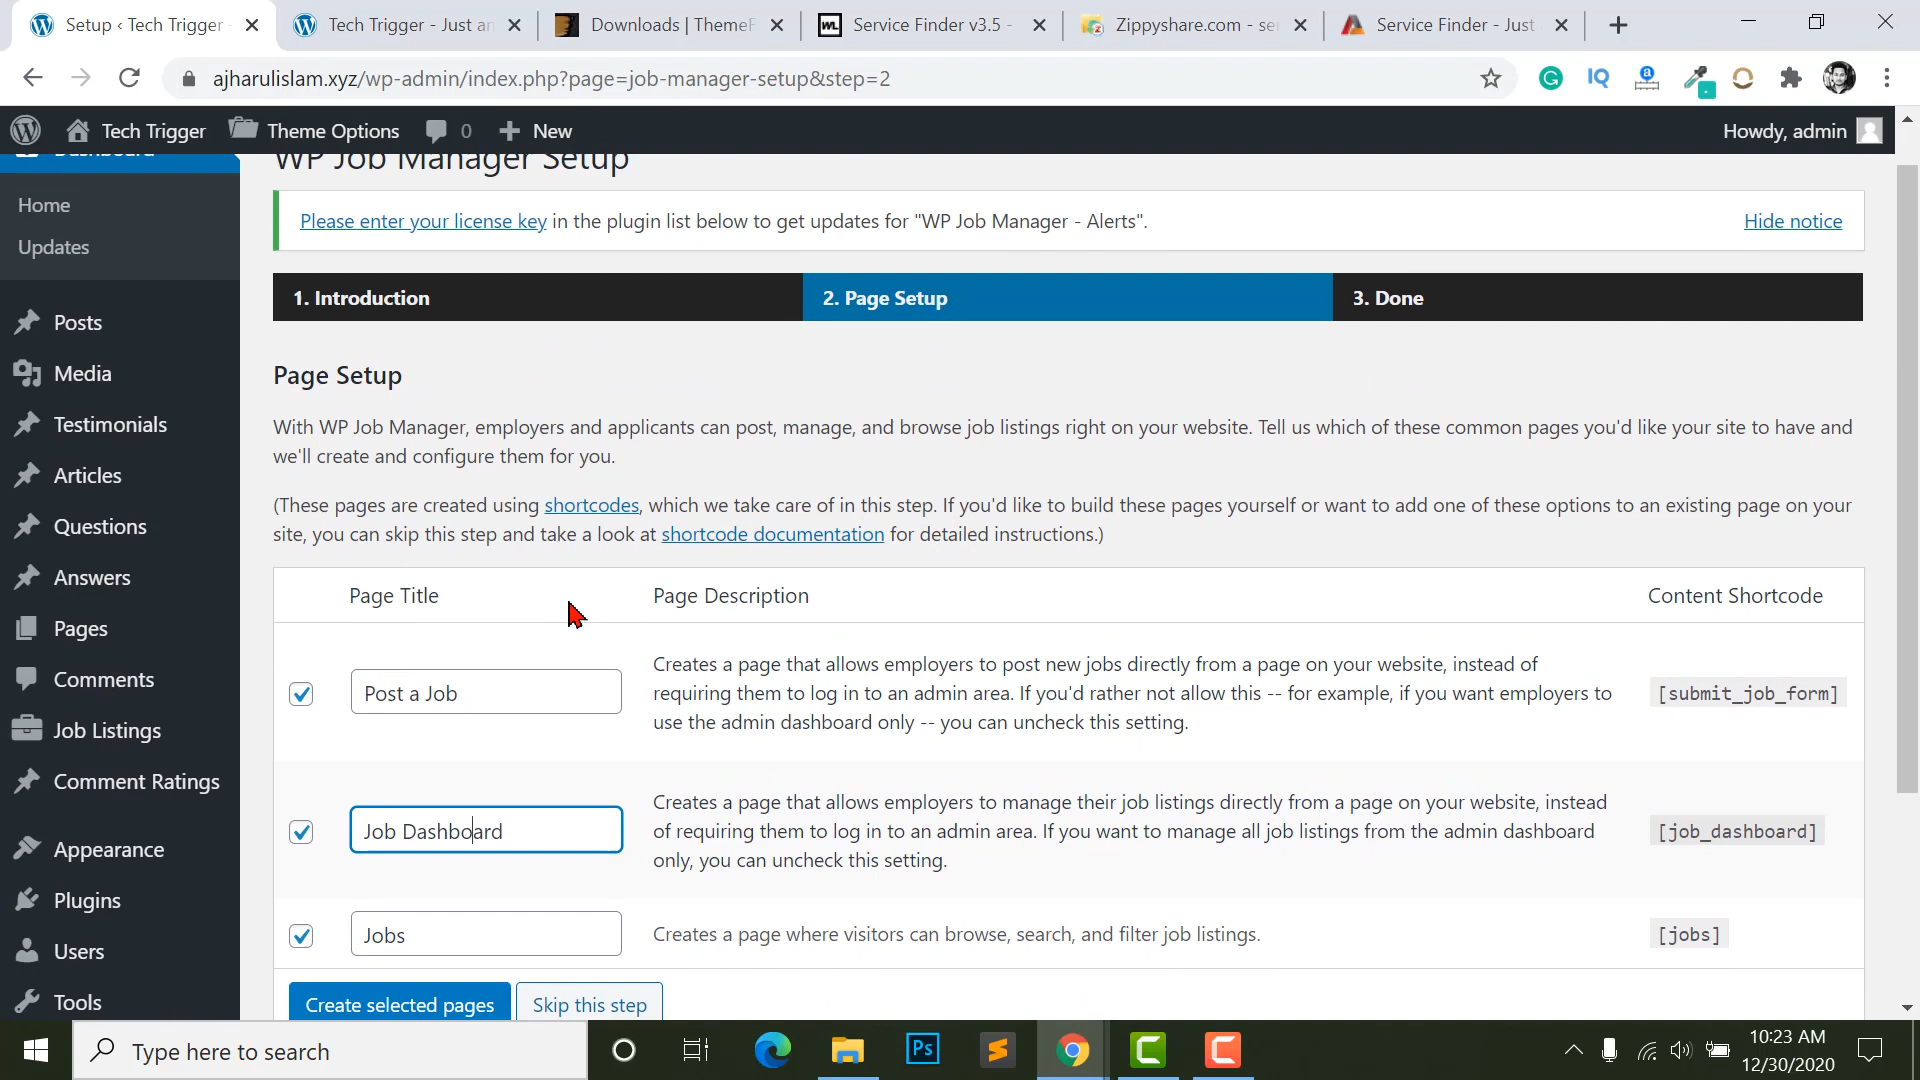 Setup ‹ Tech Trigger -
Tech Trigger - Just an
Downloads | ThemeF
WL
Service Finder v3.5 -
Zippyshare.com - se
Service Finder - Just
ajharulislam.xyz/wp-admin/index.php?page=job-manager-setup&step=2
IQ
a
Tech Trigger
Theme Options
0
New
Howdy, admin
Dashboard
Home
Updates
Posts
Media
Testimonials
Articles
Questions
Answers
Pages
Comments
Job Listings
Comment Ratings
Appearance
Plugins
Users
Tools
WP Job Manager Setup
Please enter your license key in the plugin list below to get updates for "WP Job Manager - Alerts".
Hide notice
1. Introduction
2. Page Setup
3. Done
Page Setup
With WP Job Manager, employers and applicants can post, manage, and browse job listings right on your website. Tell us which of these common pages you'd like your site to have and
we'll create and configure them for you.
(These pages are created using shortcodes, which we take care of in this step. If you'd like to build these pages yourself or want to add one of these options to an existing page on your
site, you can skip this step and take a look at shortcode documentation for detailed instructions.)
Page Title
Page Description
Content Shortcode
Post a Job
Creates a page that allows employers to post new jobs directly from a page on your website, instead of
requiring them to log in to an admin area. If you'd rather not allow this -- for example, if you want employers to
use the admin dashboard only -- you can uncheck this setting.
[submit_job_form]
Job Dashboard
Creates a page that allows employers to manage their job listings directly from a page on your website, instead
of requiring them to log in to an admin area. If you want to manage all job listings from the admin dashboard
only, you can uncheck this setting.
[job_dashboard]
Jobs
Creates a page where visitors can browse, search, and filter job listings.
[jobs]
Create selected pages
Skip this step
Type here to search
Ps
10:23 AM
12/30/2020